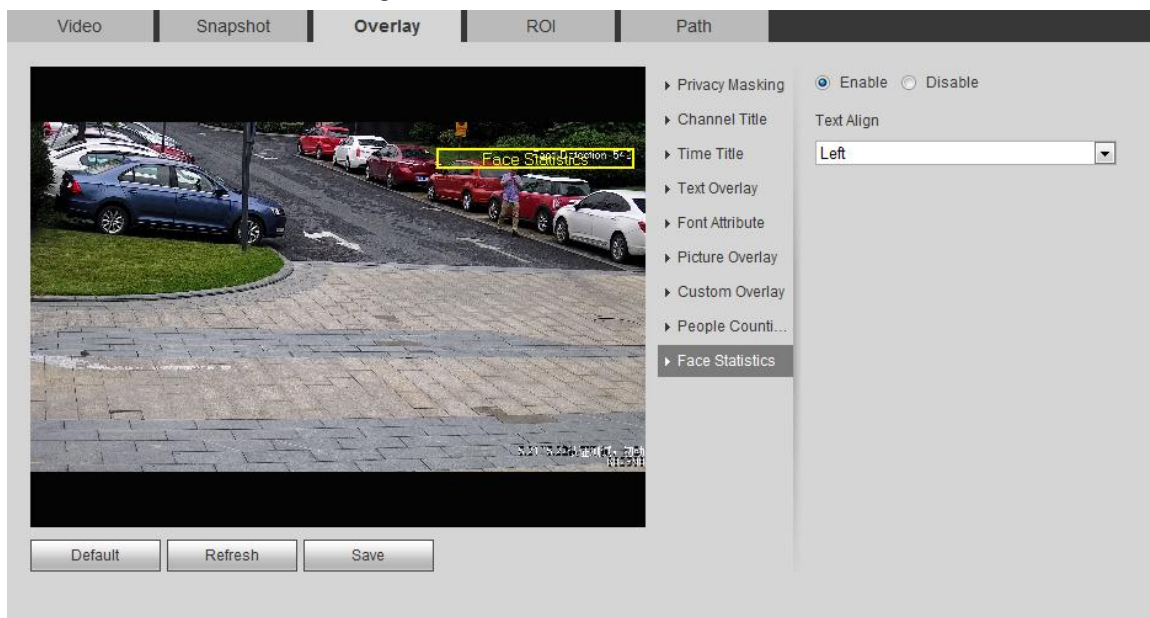 Video Snapshot Overlay ROI Path
Privacy Masking
Channel Title
Time Title
Text Overlay
Font Attribute
Picture Overlay
Custom Overlay
People Counti...
Face Statistics
Enable Disable
Text Align
Left
Face Statistics
Default Refresh Save